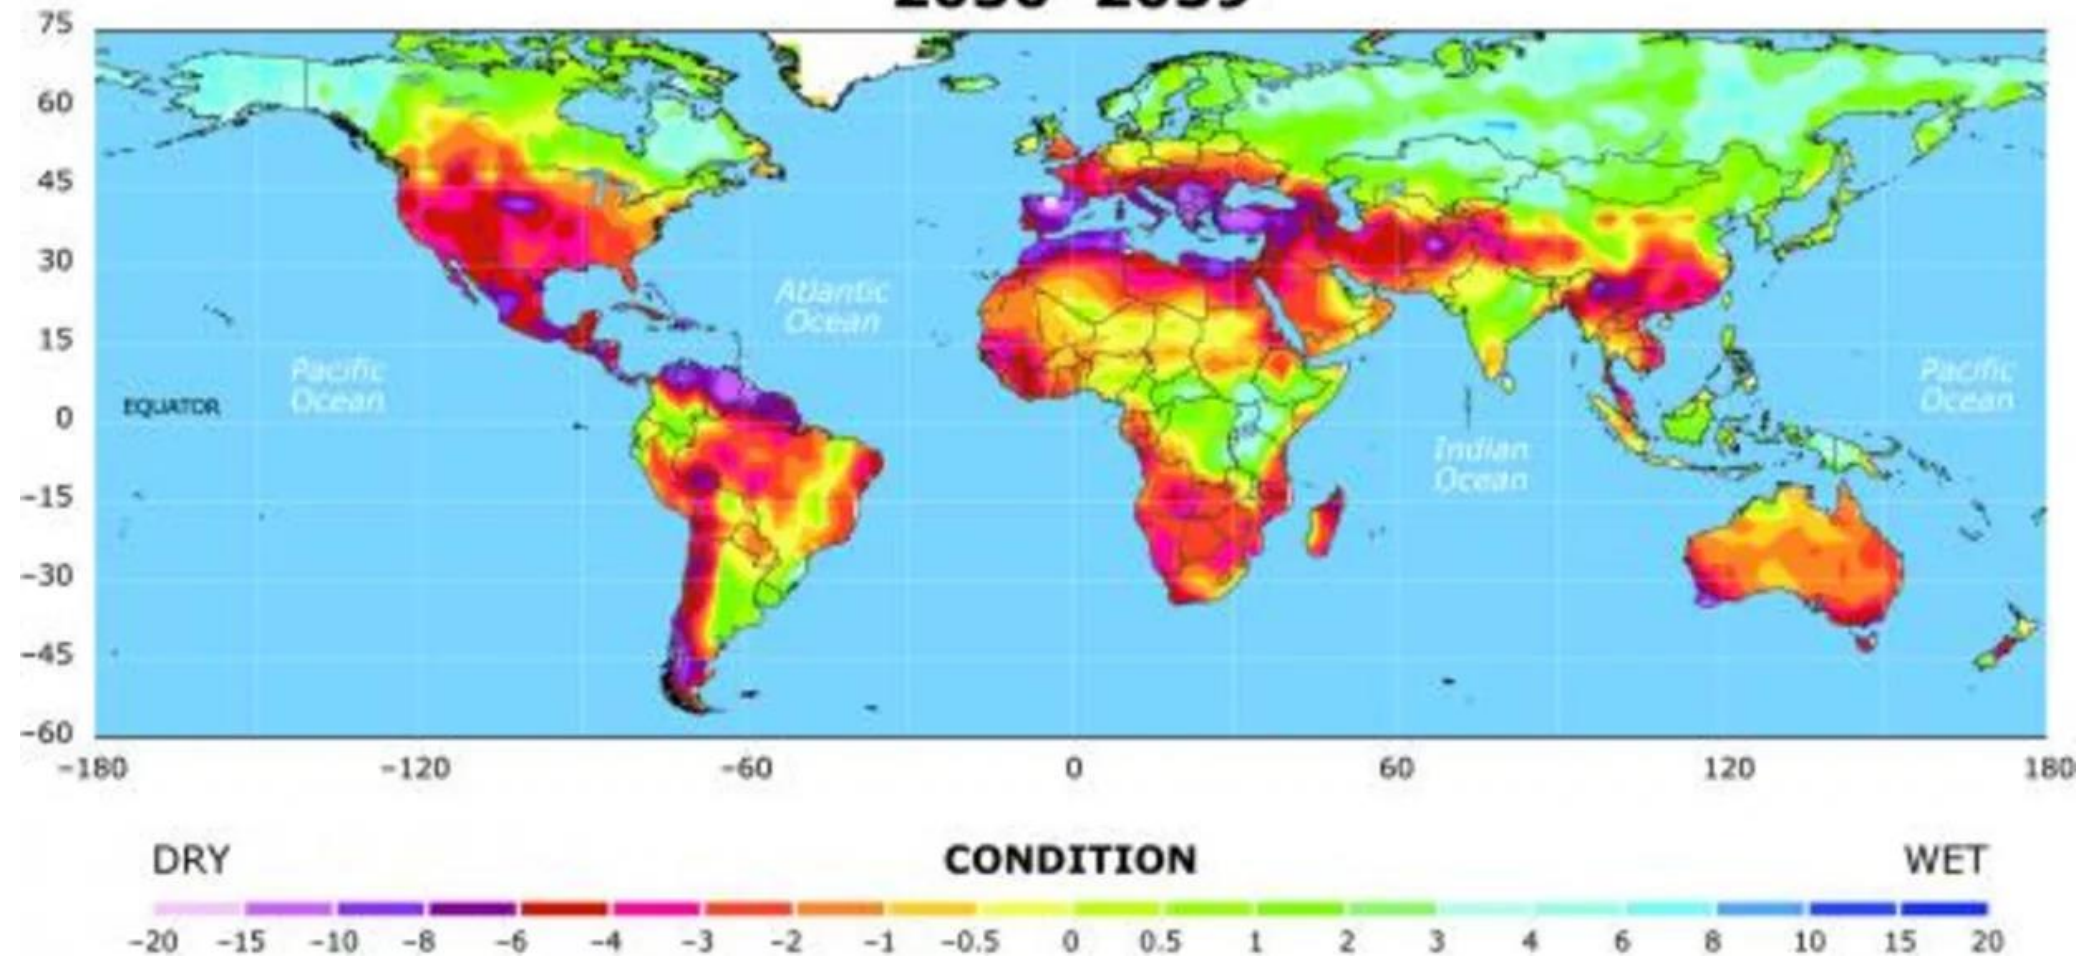 75
60
45
30
15
0
–15
–30
–45
–60
Atlantic
Ocean
Pacific
Ocean
EQUATOR
Pacific
Ocean
Indian
Ocean
–180 –120 –60 0 60 120 180
DRY CONDITION WET
–20 –15 –10 –8 –6 –4 –3 –2 –1 –0.5 0 0.5 1 2 3 4 6 8 10 15 20